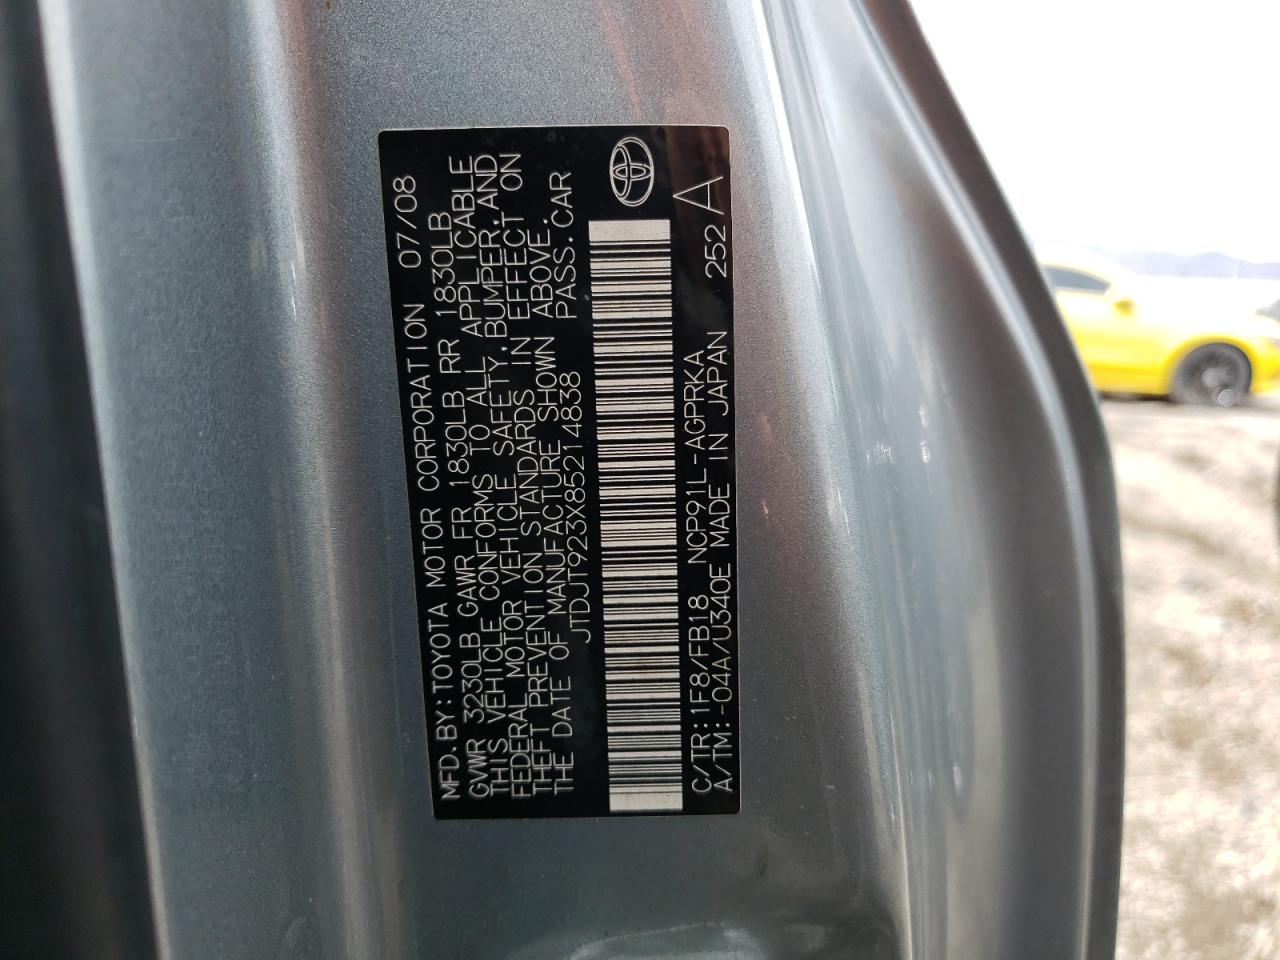 MFD.BY:TOYOTA MOTOR CORPORATION 07/08
GVWR 3230LB GAWR FR 1830LB RR 1830LB
THIS VEHICLE CONFORMS TO ALL APPLICABLE
FEDERAL MOTOR VEHICLE SAFETY,BUMPER,AND
THEFT PREVENTION STANDARDS IN EFFECT ON
THE DATE OF MANUFACTURE SHOWN ABOVE.
JTDJT923X85214838 PASS.CAR
C/TR:1F8/FB18 NCP91L-AGPRKA 252 A
A/TM:-04A/U340E MADE IN JAPAN